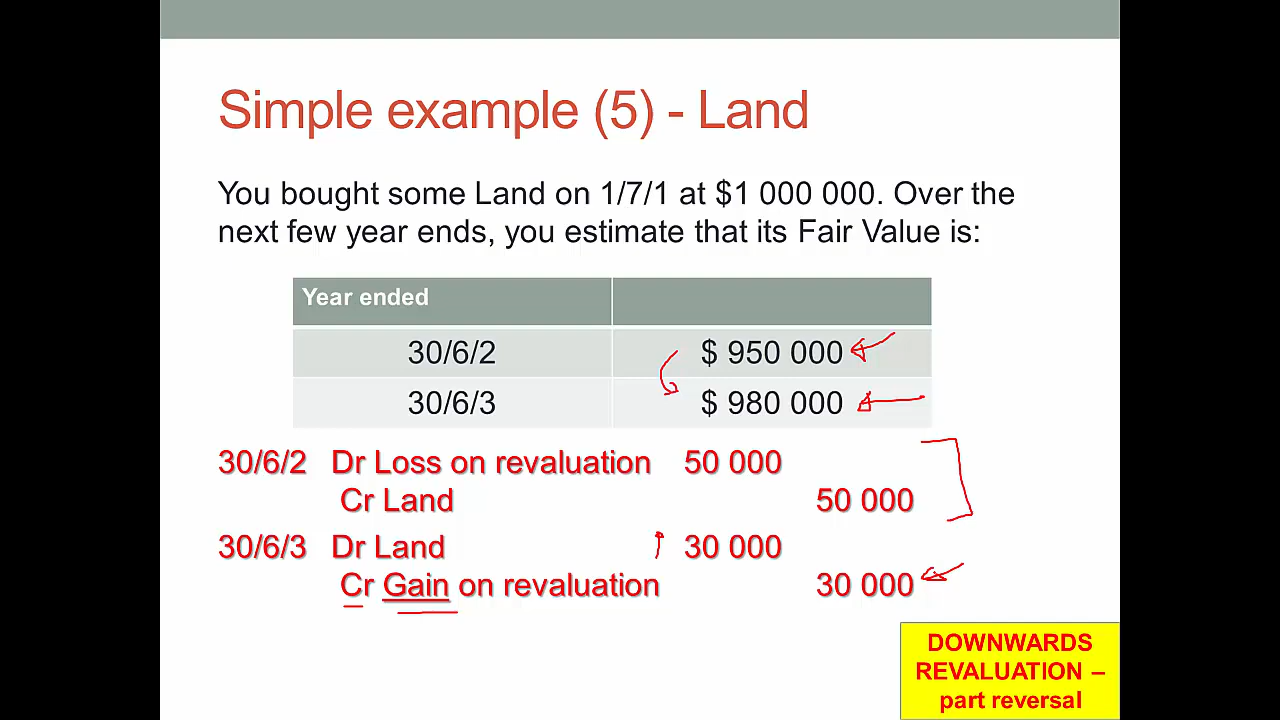 Simple example (5) - Land
You bought some Land on 1/7/1 at $1 000 000. Over the
next few year ends, you estimate that its Fair Value is:
Year ended
30/6/2 $ 950 000
30/6/3 $ 980 000
30/6/2 Dr Loss on revaluation 50 000
Cr Land 50 000
30/6/3 Dr Land 30 000
Cr Gain on revaluation 30 000
DOWNWARDS
REVALUATION –
part reversal